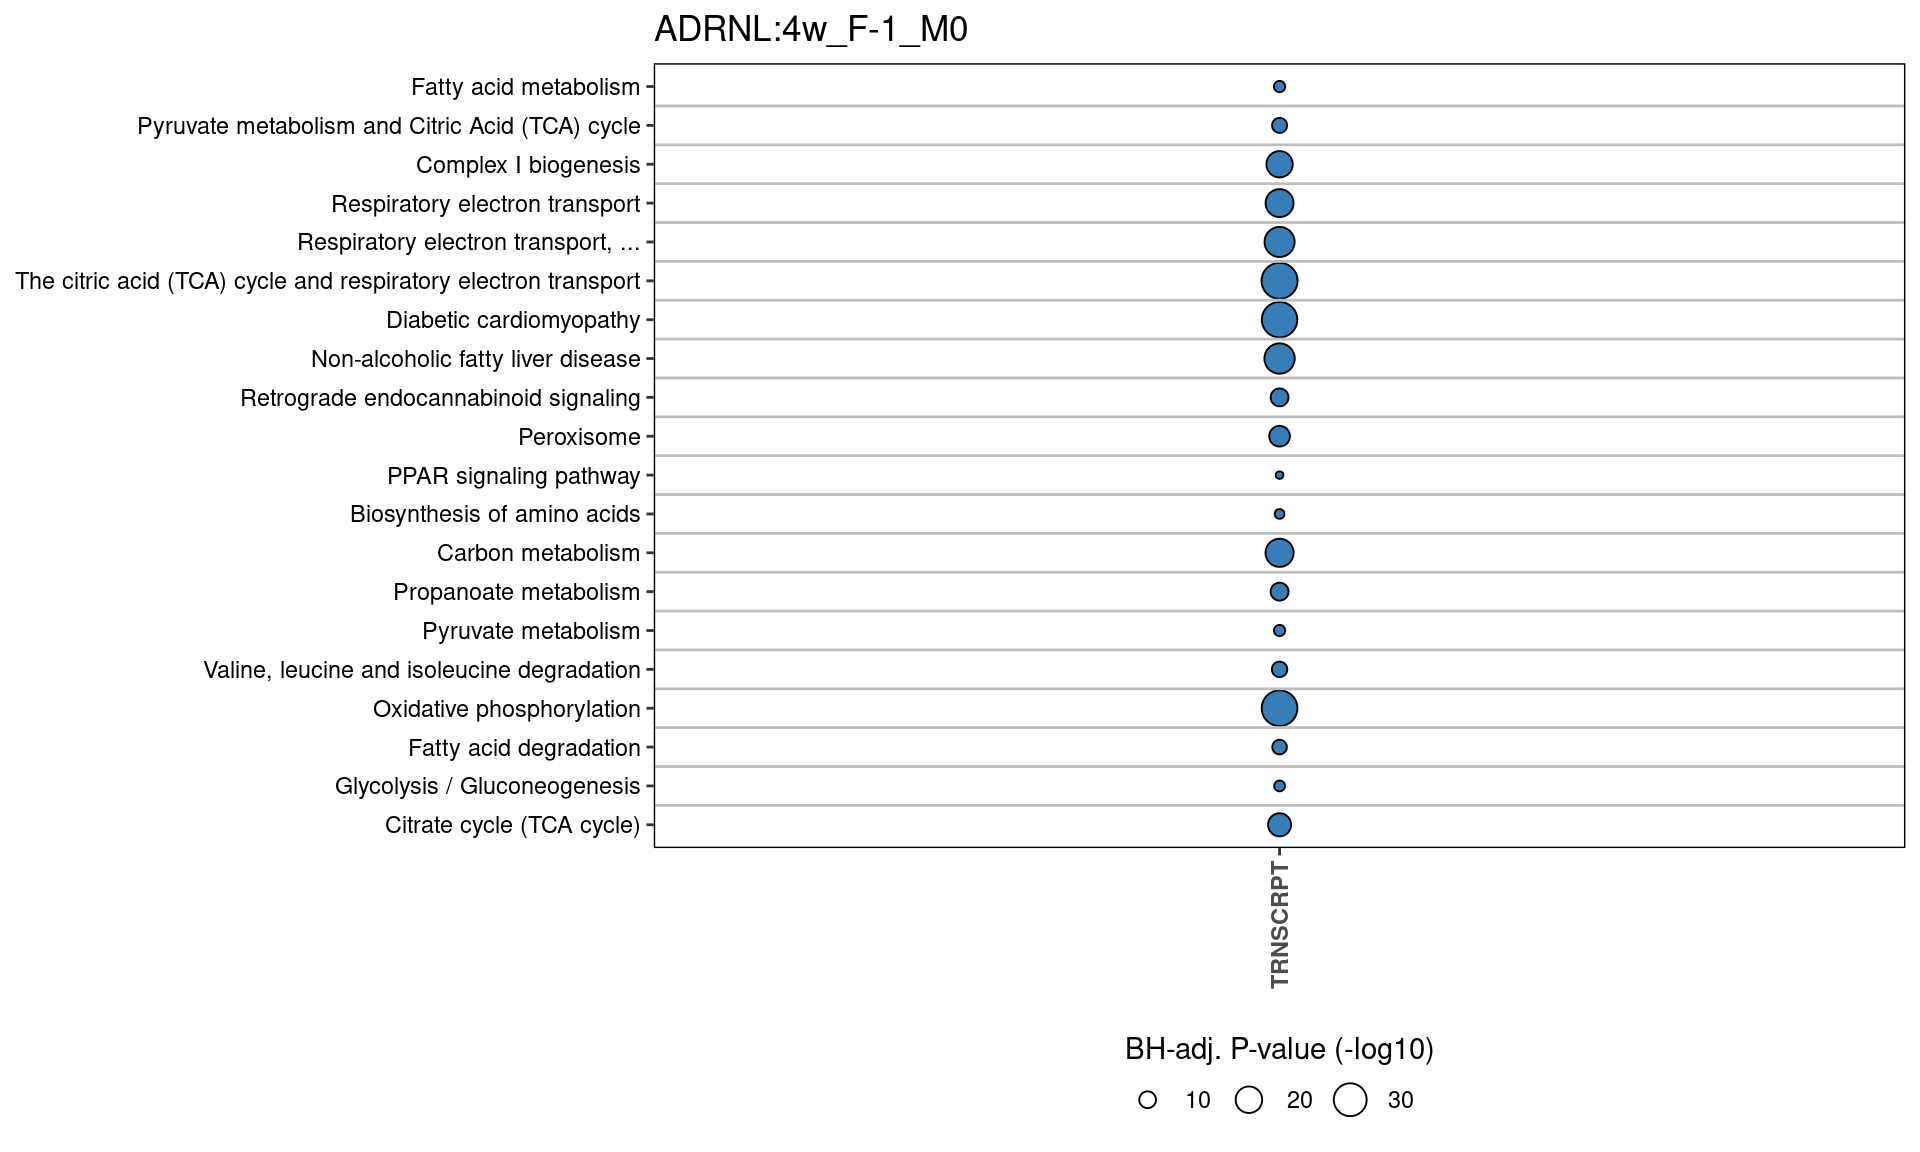 ADRNL:4w_F-1_M0
Fatty acid metabolism
Pyruvate metabolism and Citric Acid (TCA) cycle
Complex I biogenesis
Respiratory electron transport
Respiratory electron transport, ...
The citric acid (TCA) cycle and respiratory electron transport
Diabetic cardiomyopathy
Non-alcoholic fatty liver disease
Retrograde endocannabinoid signaling
Peroxisome
PPAR signaling pathway
Biosynthesis of amino acids
Carbon metabolism
Propanoate metabolism
Pyruvate metabolism
Valine, leucine and isoleucine degradation
Oxidative phosphorylation
Fatty acid degradation
Glycolysis / Gluconeogenesis
Citrate cycle (TCA cycle)
TRNSCRPT
BH-adj. P-value (-log10)
10 20 30